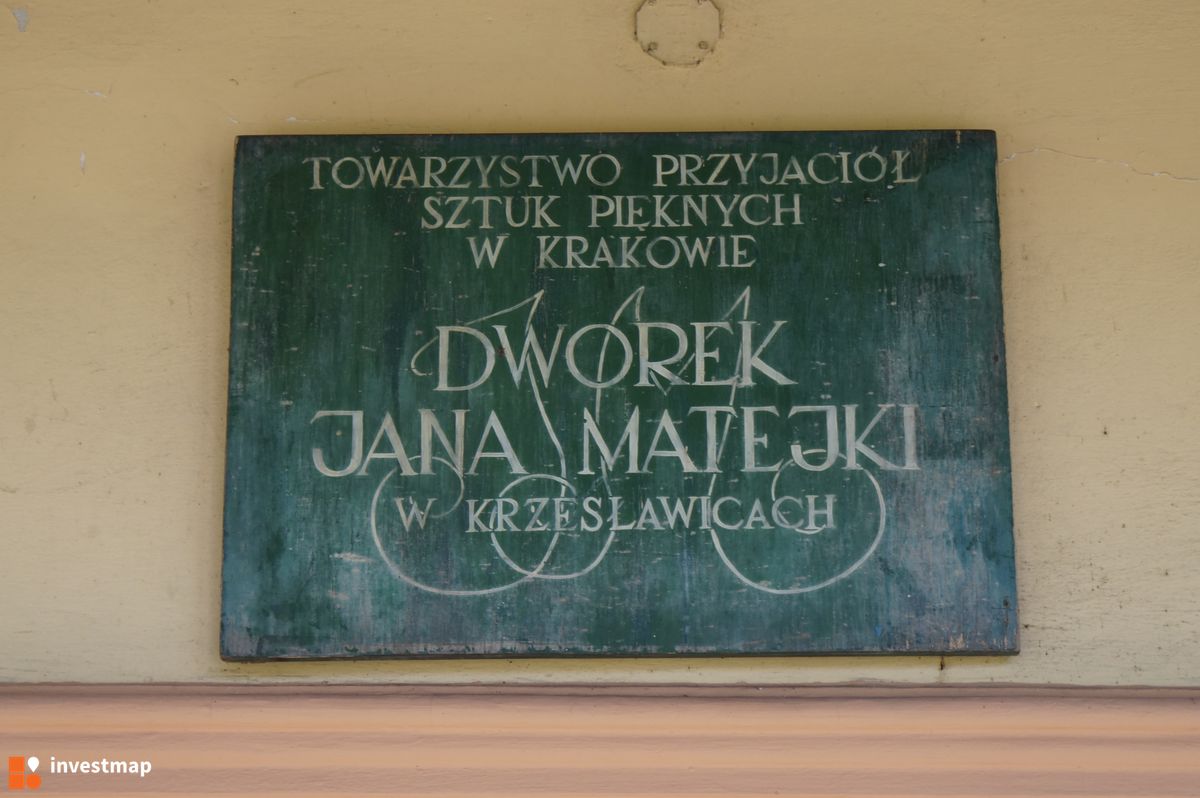 TOWARZYSTWO PRZYJACIÓŁ
SZTUK PIĘKNYCH
W KRAKOWIE
DWOREK
JANA MATEJKI
W KRZESŁAWICACH
investmap